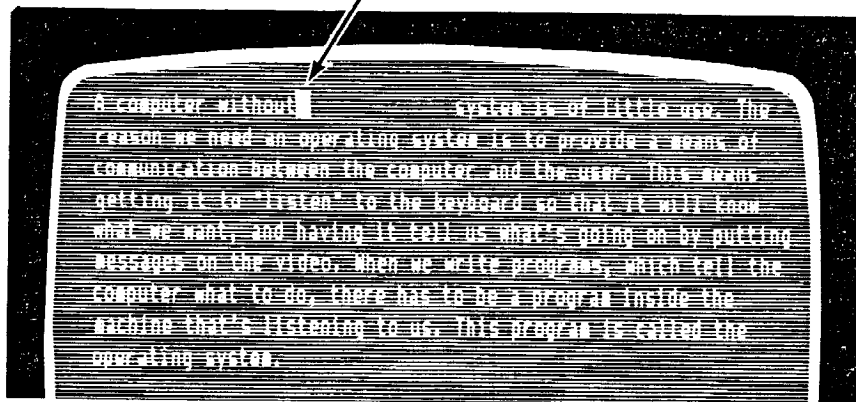 A computer without system is of little use. The
reason we need an operating system is to provide a means of
communication between the computer and the user. This means
getting it to "listen" to the keyboard so that it will know
what we want, and having it tell us what's going on by putting
messages on the video. When we write programs, which tell the
computer what to do, there has to be a program inside the
machine that's listening to us. This program is called the
operating system.